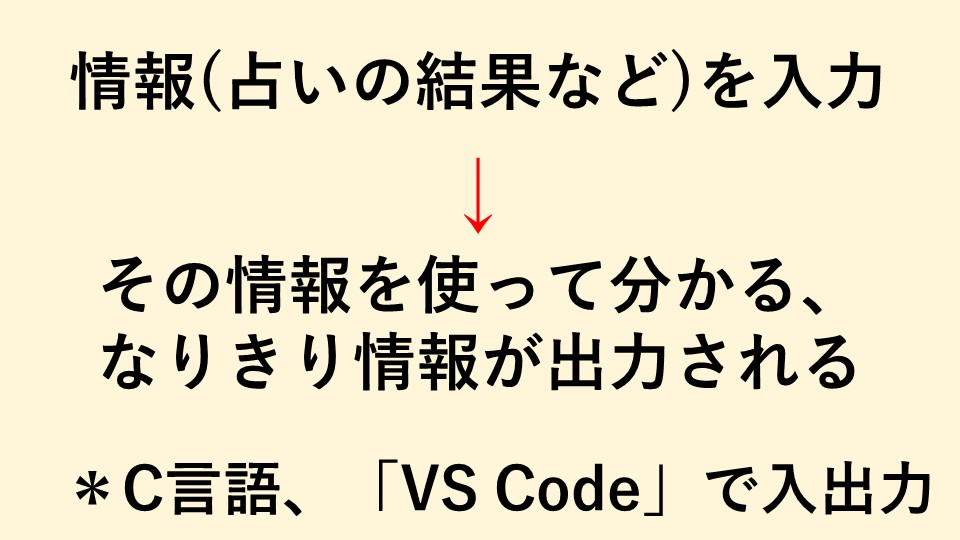 情報(占いの結果など)を入力
↓
その情報を使って分かる、
なりきり情報が出力される
＊C言語、「VS Code」で入出力